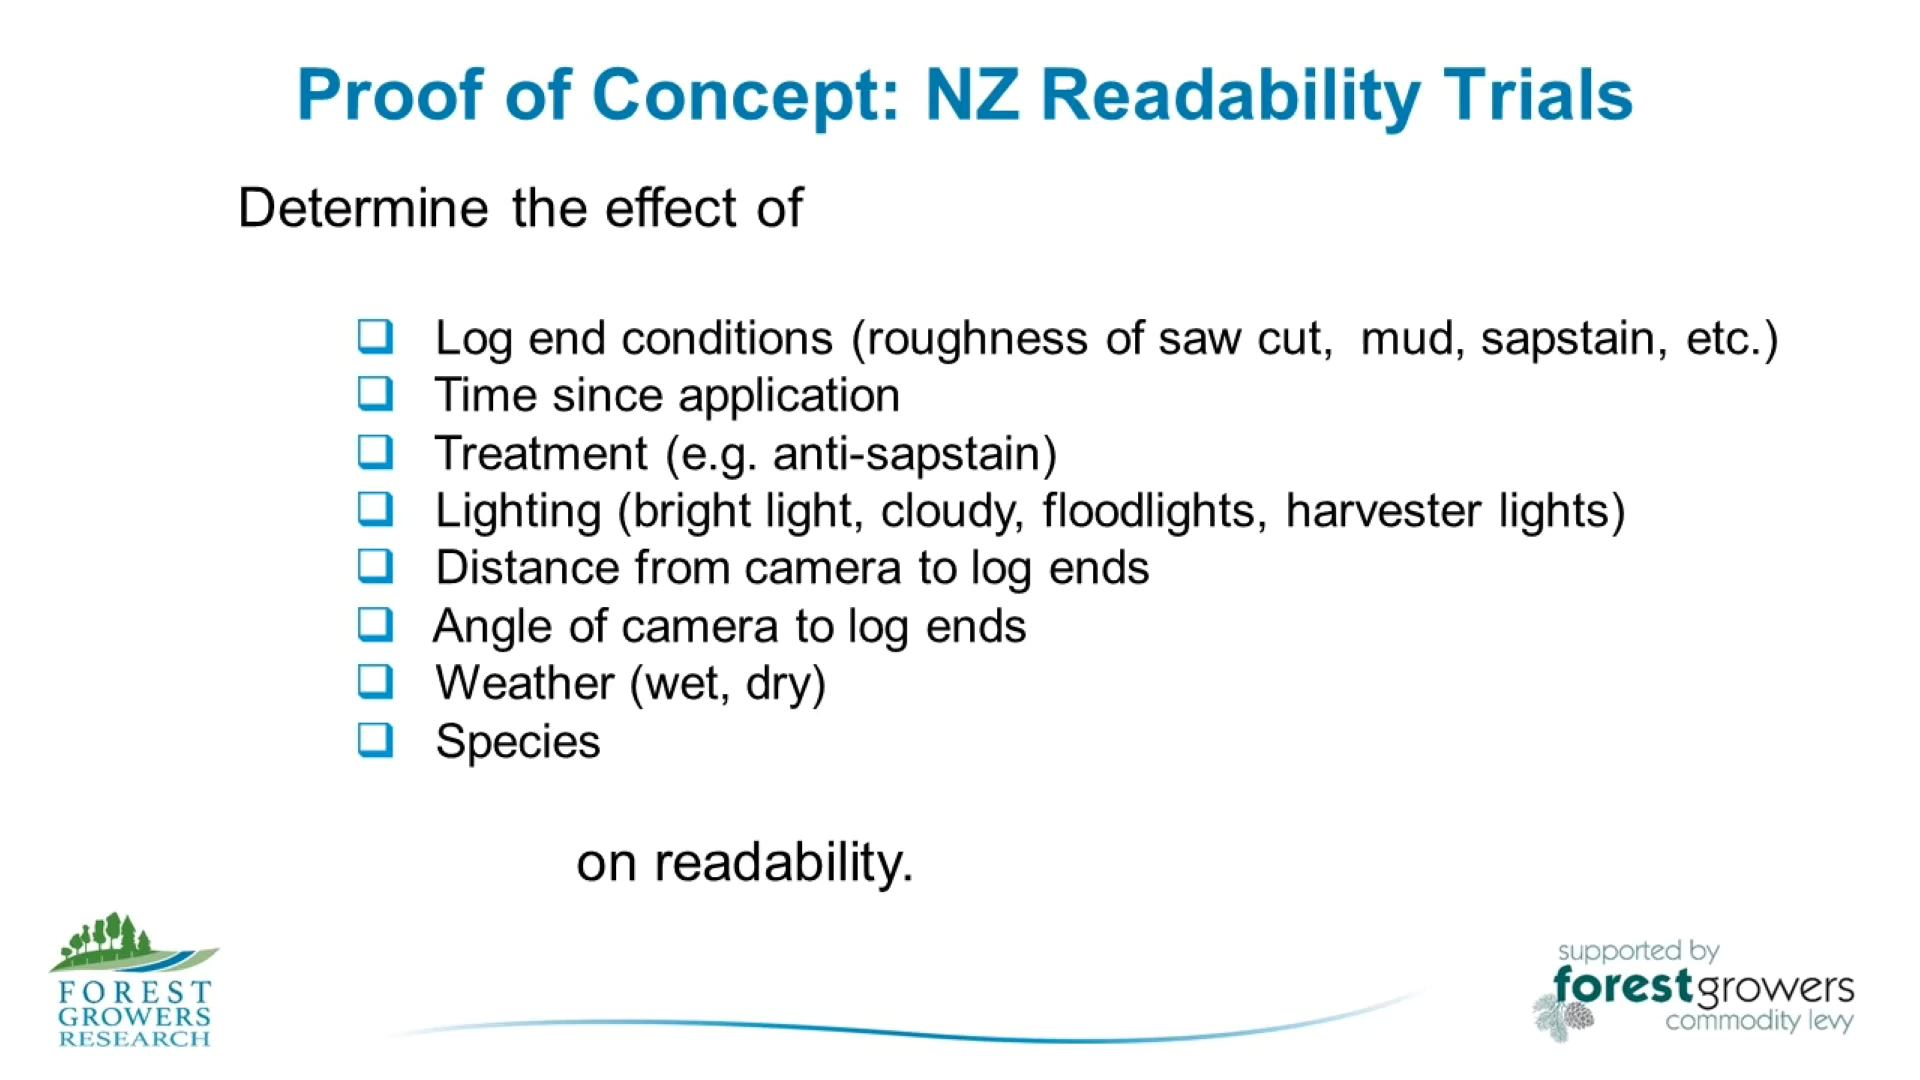 Proof of Concept: NZ Readability Trials
Determine the effect of
Log end conditions (roughness of saw cut, mud, sapstain, etc.)
Time since application
Treatment (e.g. anti-sapstain)
Lighting (bright light, cloudy, floodlights, harvester lights)
Distance from camera to log ends
Angle of camera to log ends
Weather (wet, dry)
Species
on readability.
FOREST
GROWERS
RESEARCH
supported by
forestgrowers
commodity levy